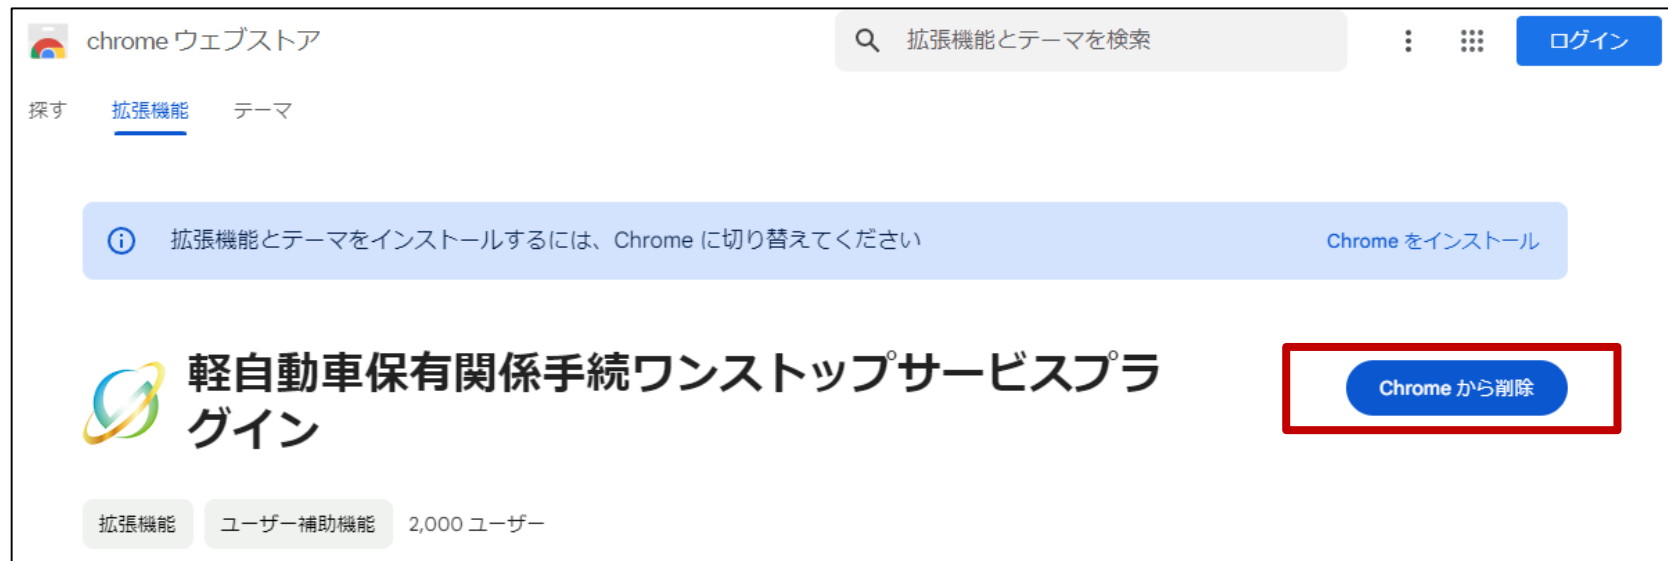 chrome ウェブストア
拡張機能とテーマを検索
ログイン
探す 拡張機能 テーマ
拡張機能とテーマをインストールするには、Chrome に切り替えてください
Chrome をインストール
軽自動車保有関係手続ワンストップサービスプラ
グイン
Chrome から削除
拡張機能 ユーザー補助機能 2,000 ユーザー